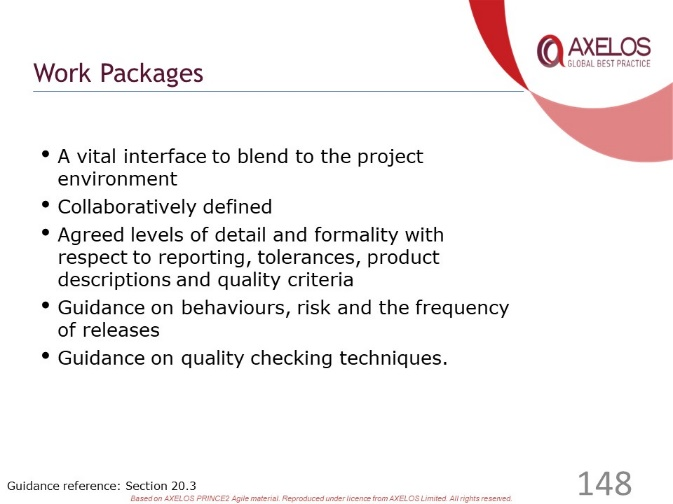 AXELOS
GLOBAL BEST PRACTICE
Work Packages
• A vital interface to blend to the project
environment
• Collaboratively defined
• Agreed levels of detail and formality with
respect to reporting, tolerances, product
descriptions and quality criteria
• Guidance on behaviours, risk and the frequency
of releases
• Guidance on quality checking techniques.
Guidance reference: Section 20.3
Based on AXELOS PRINCE2 Agile material. Reproduced under licence from AXELOS Limited. All rights reserved.
148